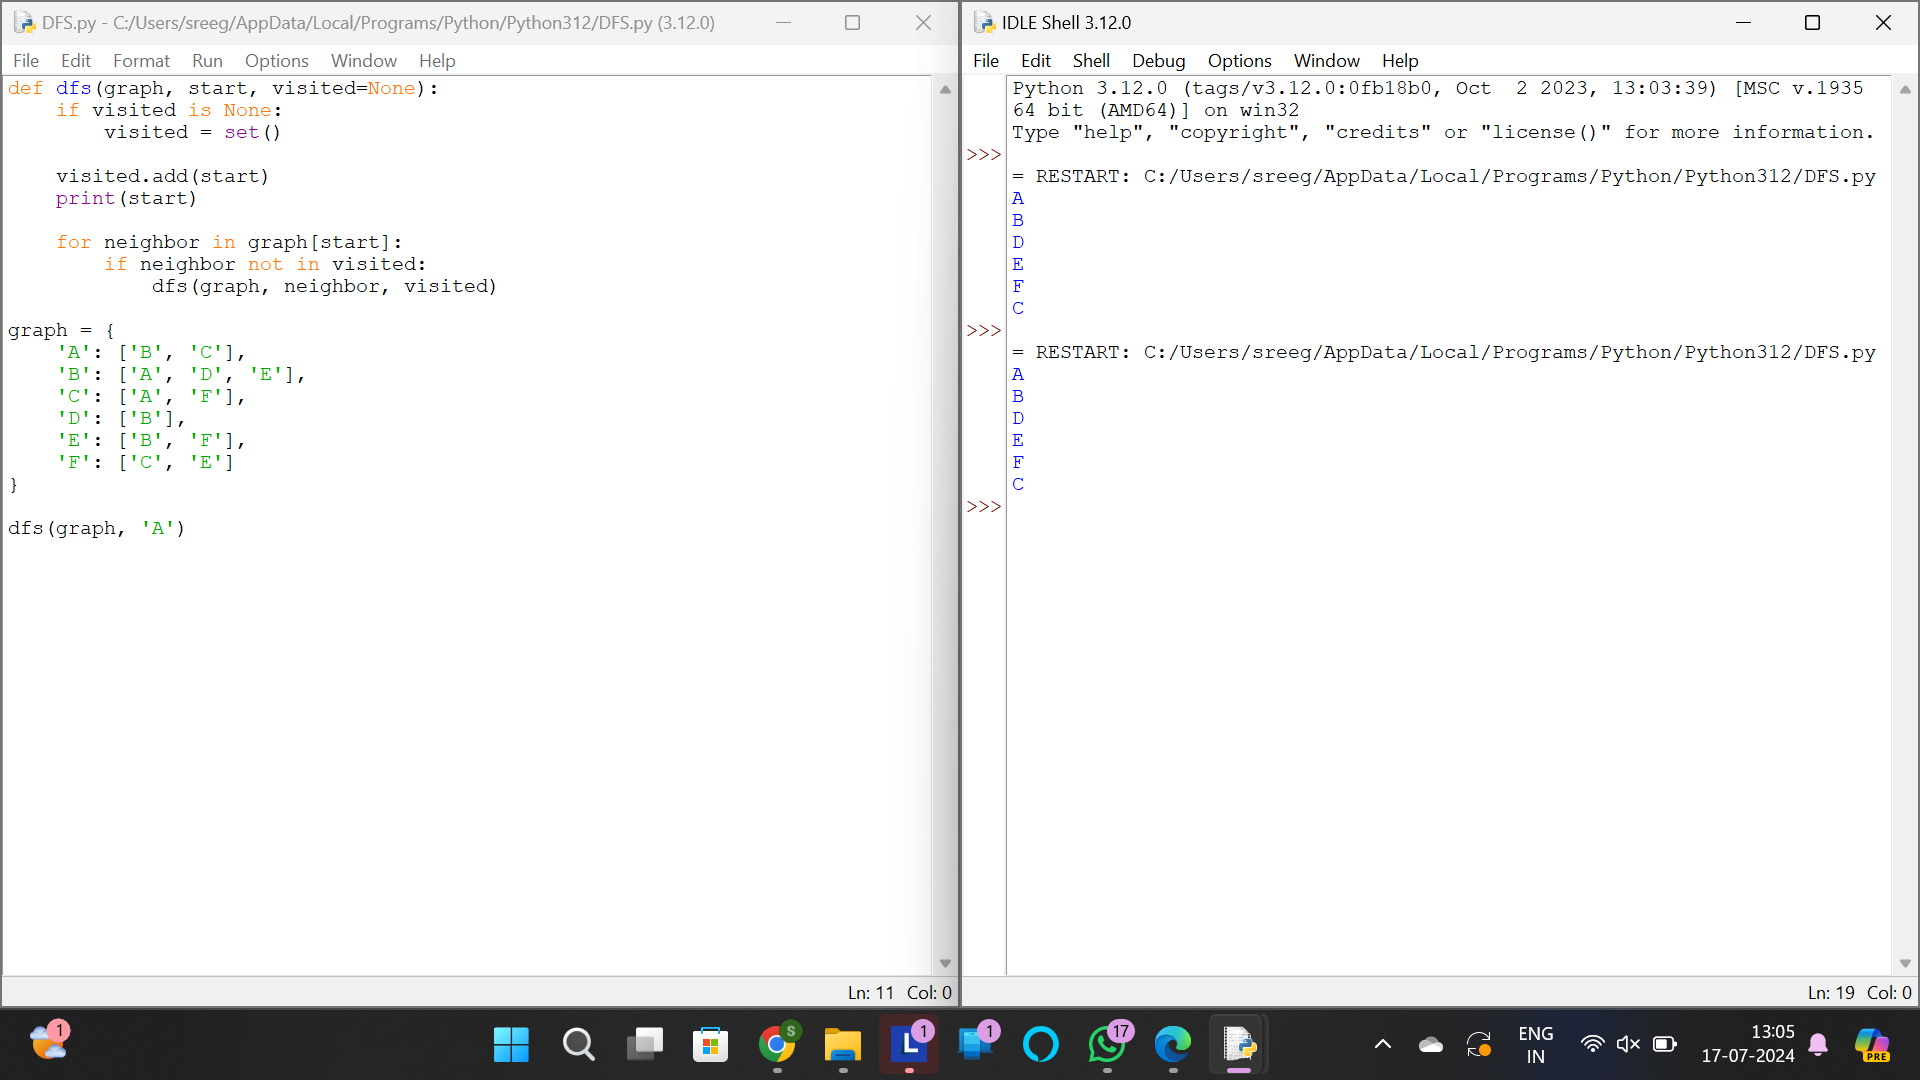 DFS.py - C:/Users/sreeg/AppData/Local/Programs/Python/Python312/DFS.py (3.12.0)
File Edit Format Run Options Window Help
def dfs(graph, start, visited=None):
    if visited is None:
        visited = set()

    visited.add(start)
    print(start)

    for neighbor in graph[start]:
        if neighbor not in visited:
            dfs(graph, neighbor, visited)

graph = {
    'A': ['B', 'C'],
    'B': ['A', 'D', 'E'],
    'C': ['A', 'F'],
    'D': ['B'],
    'E': ['B', 'F'],
    'F': ['C', 'E']
}

dfs(graph, 'A')
Ln: 11 Col: 0
IDLE Shell 3.12.0
File Edit Shell Debug Options Window Help
Python 3.12.0 (tags/v3.12.0:0fb18b0, Oct  2 2023, 13:03:39) [MSC v.1935
64 bit (AMD64)] on win32
Type "help", "copyright", "credits" or "license()" for more information.
>>>
= RESTART: C:/Users/sreeg/AppData/Local/Programs/Python/Python312/DFS.py
A
B
D
E
F
C
>>>
= RESTART: C:/Users/sreeg/AppData/Local/Programs/Python/Python312/DFS.py
A
B
D
E
F
C
>>>
Ln: 19 Col: 0
1
S
L
1
1
17
ENG
IN
13:05
17-07-2024
PRE